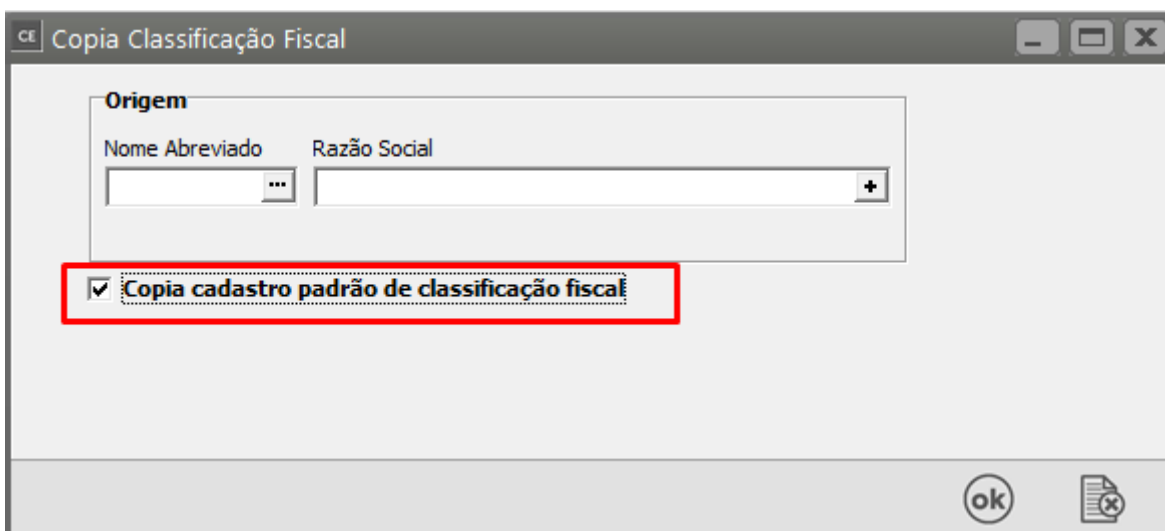 CE Copia Classificação Fiscal
Origem
Nome Abreviado Razão Social
Copia cadastro padrão de classificação fiscal
ok